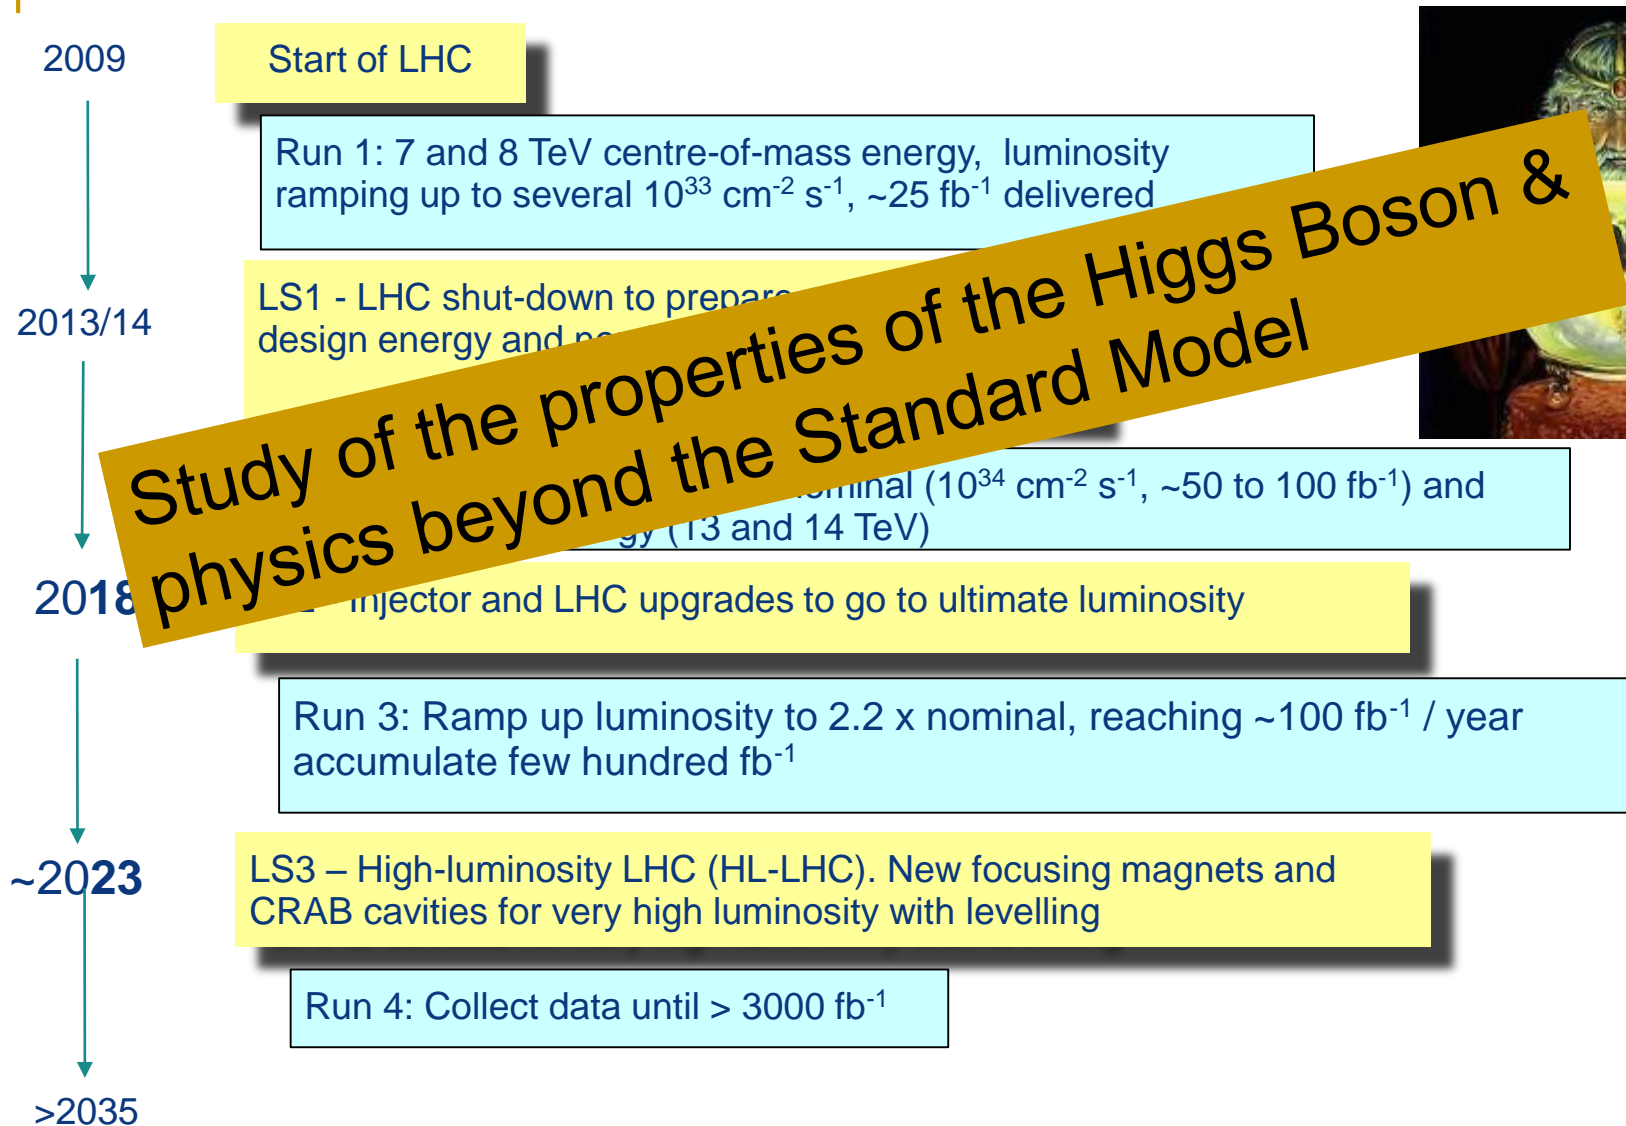 2009
Start of LHC
Run 1: 7 and 8 TeV centre-of-mass energy, luminosity
ramping up to several 10³³ cm⁻² s⁻¹, ~25 fb⁻¹ delivered
2013/14
LS1 - LHC shut-down to prepare
design energy and
Study of the properties of the Higgs Boson &
physics beyond the Standard Model
(10³⁴ cm⁻² s⁻¹, ~50 to 100 fb⁻¹) and
(13 and 14 TeV)
2018
Injector and LHC upgrades to go to ultimate luminosity
Run 3: Ramp up luminosity to 2.2 x nominal, reaching ~100 fb⁻¹ / year
accumulate few hundred fb⁻¹
~2023
LS3 – High-luminosity LHC (HL-LHC). New focusing magnets and
CRAB cavities for very high luminosity with levelling
Run 4: Collect data until > 3000 fb⁻¹
>2035